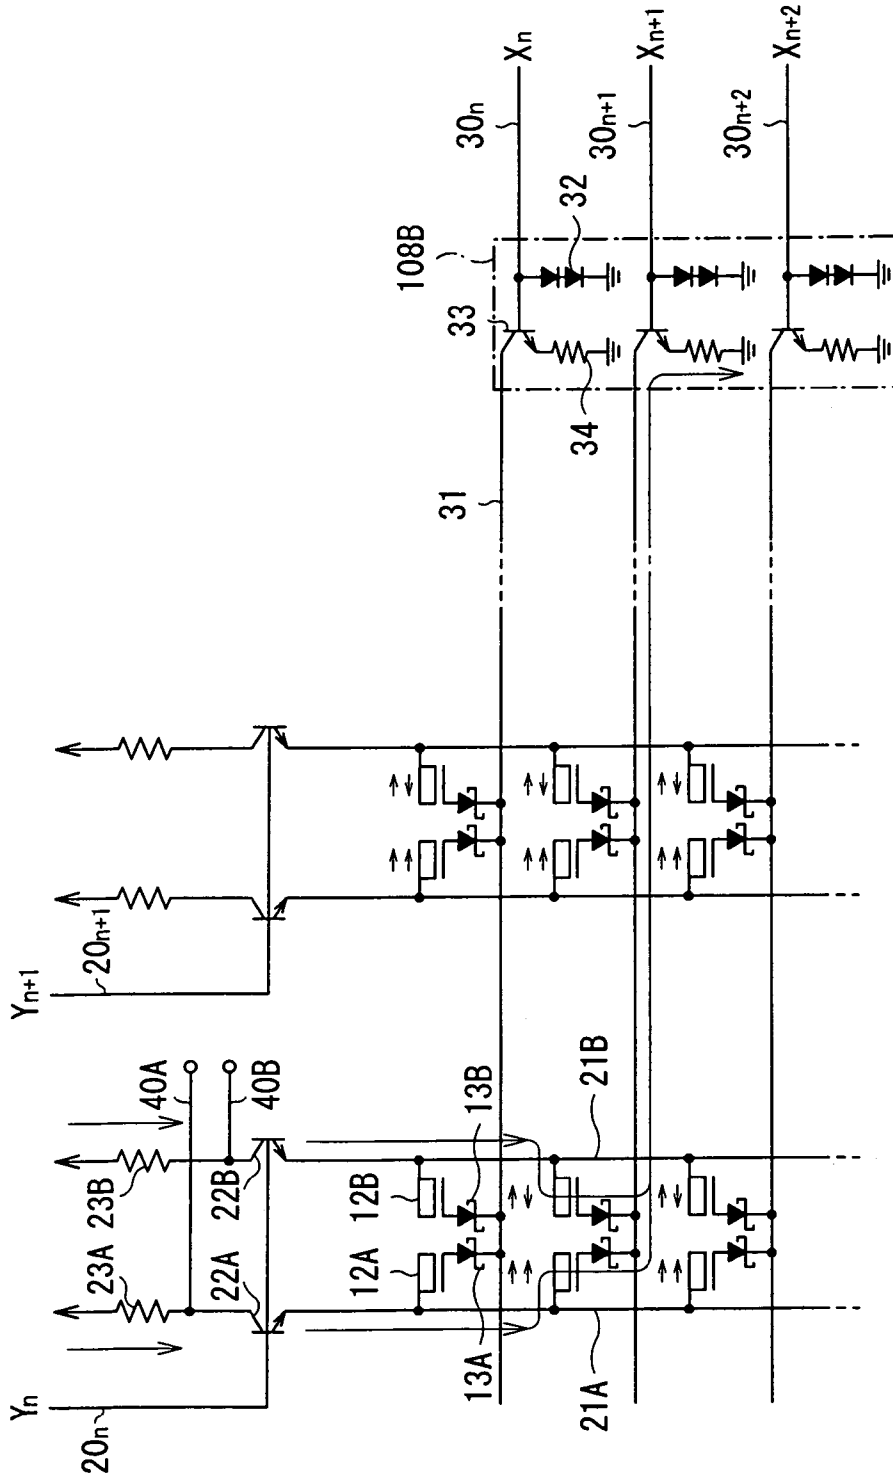 Yn
20n
23A
23B
22A
22B
40A
40B
Yn+1
20n+1
12A
12B
13A
13B
21A
21B
31
108B
33
34
32
30n
Xn
30n+1
Xn+1
30n+2
Xn+2